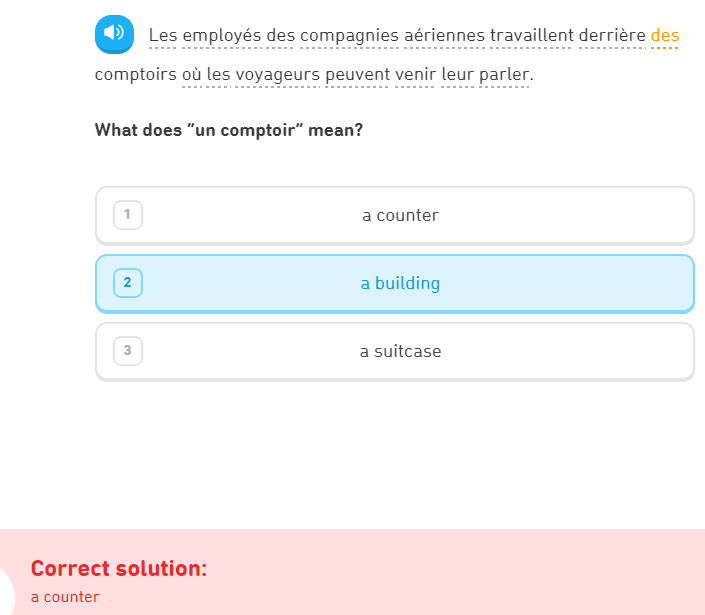 Les employés des compagnies aériennes travaillent derrière des
comptoirs où les voyageurs peuvent venir leur parler.
What does "un comptoir" mean?
1 a counter
2 a building
3 a suitcase
Correct solution:
a counter